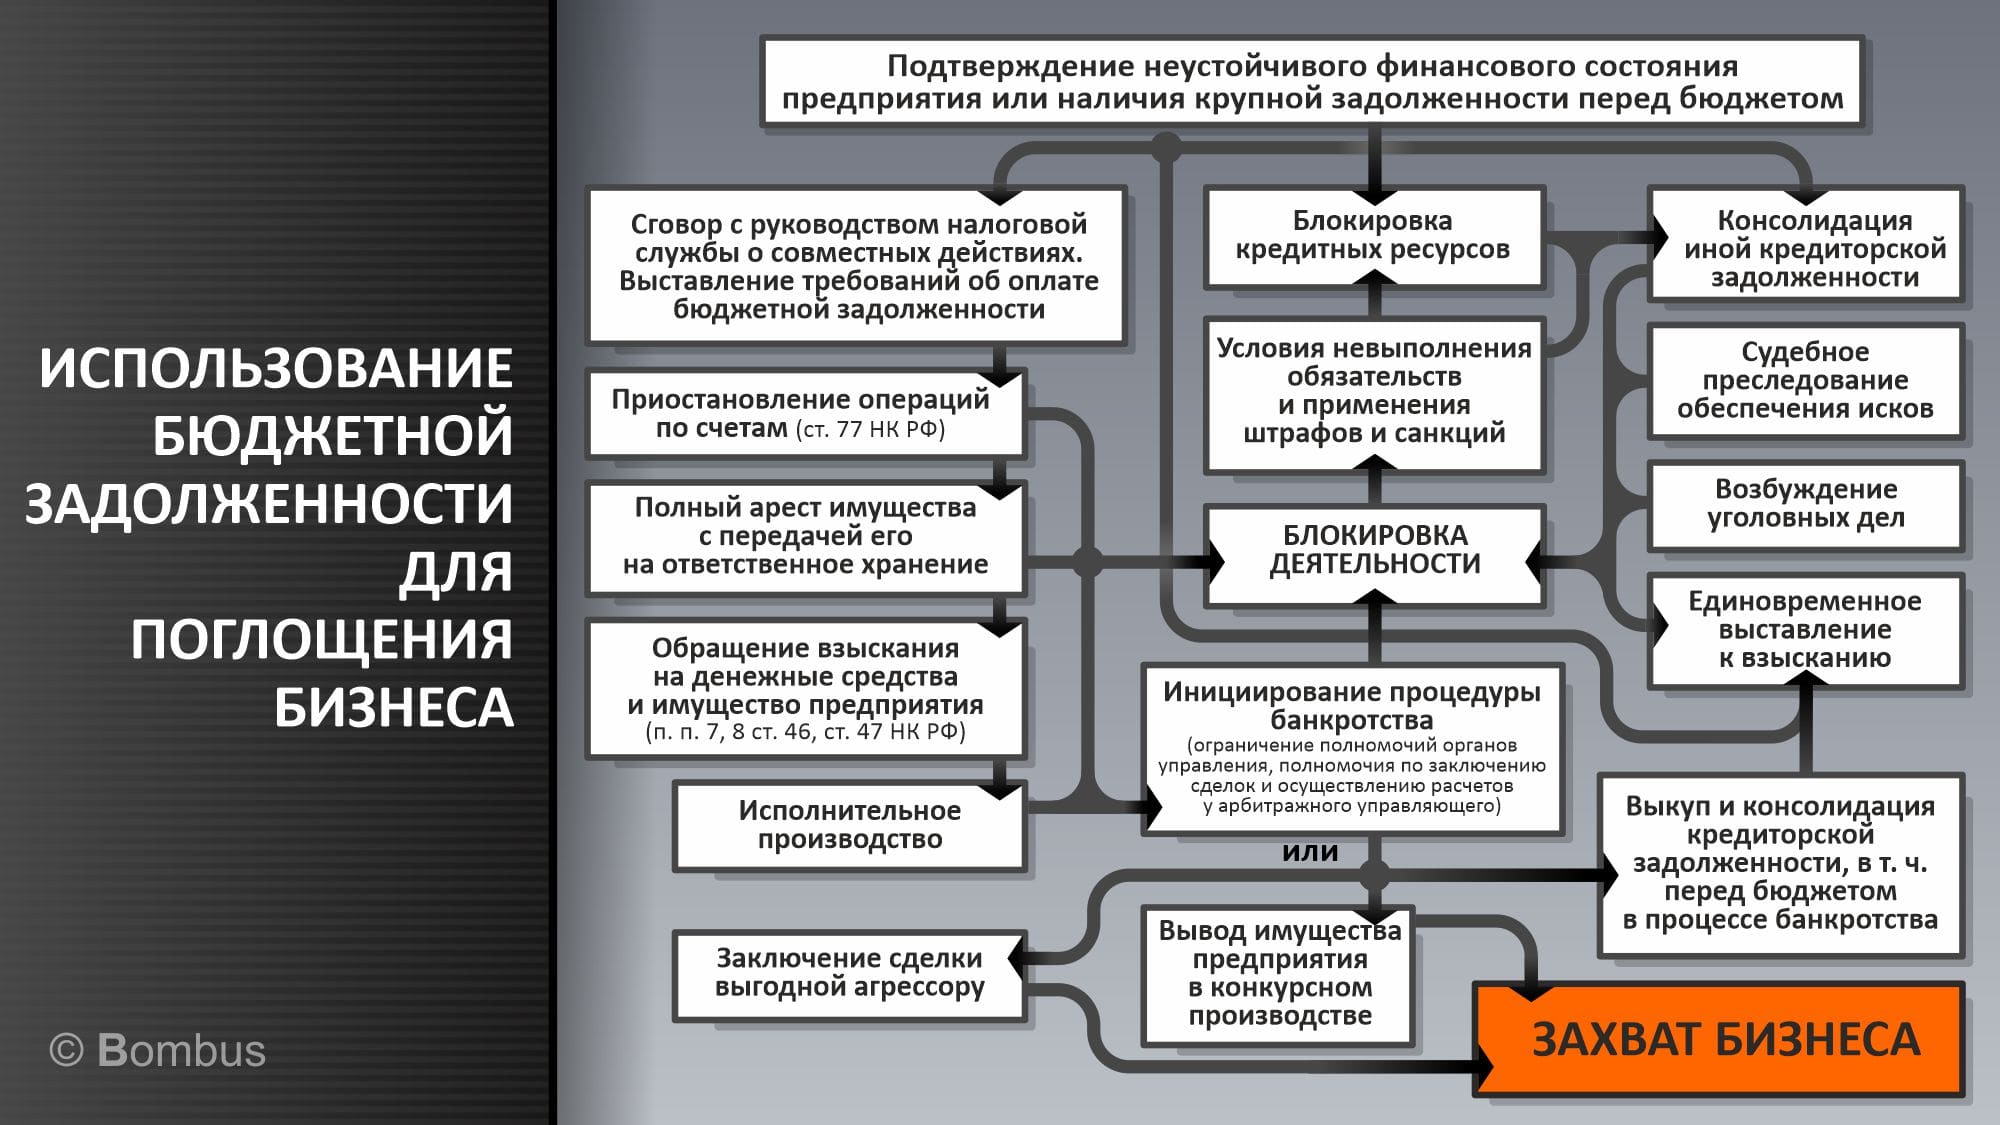 ИСПОЛЬЗОВАНИЕ
БЮДЖЕТНОЙ
ЗАДОЛЖЕННОСТИ
ДЛЯ
ПОГЛОЩЕНИЯ
БИЗНЕСА
© Bombus
Подтверждение неустойчивого финансового состояния
предприятия или наличия крупной задолженности перед бюджетом
Сговор с руководством налоговой
службы о совместных действиях.
Выставление требований об оплате
бюджетной задолженности
Приостановление операций
по счетам (ст. 77 НК РФ)
Полный арест имущества
с передачей его
на ответственное хранение
Обращение взыскания
на денежные средства
и имущество предприятия
(п. п. 7, 8 ст. 46, ст. 47 НК РФ)
Исполнительное
производство
Заключение сделки
выгодной агрессору
Блокировка
кредитных ресурсов
Условия невыполнения
обязательств
и применения
штрафов и санкций
БЛОКИРОВКА
ДЕЯТЕЛЬНОСТИ
Инициирование процедуры
банкротства
(ограничение полномочий органов
управления, полномочия по заключению
сделок и осуществлению расчетов
у арбитражного управляющего)
или
Вывод имущества
предприятия
в конкурсном
производстве
Консолидация
иной кредиторской
задолженности
Судебное
преследование
обеспечения исков
Возбуждение
уголовных дел
Единовременное
выставление
к взысканию
Выкуп и консолидация
кредиторской
задолженности, в т. ч.
перед бюджетом
в процессе банкротства
ЗАХВАТ БИЗНЕСА